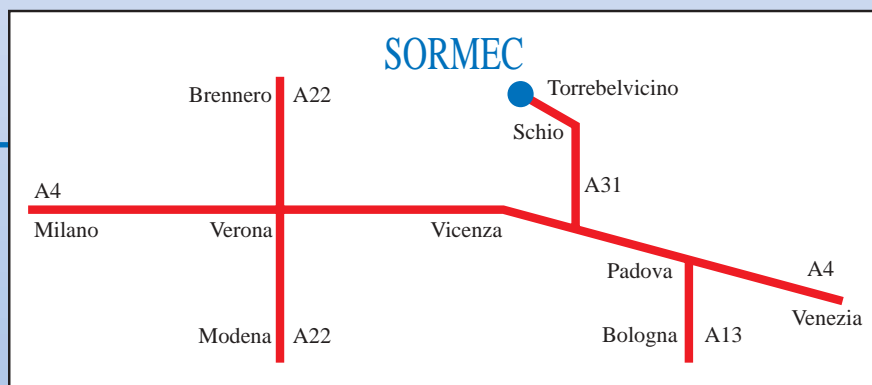 SORMEC
Brennero A22
Torrebelvicino
Schio
A4
A31
Milano
Verona
Vicenza
Padova
A4
Venezia
Modena A22
Bologna A13